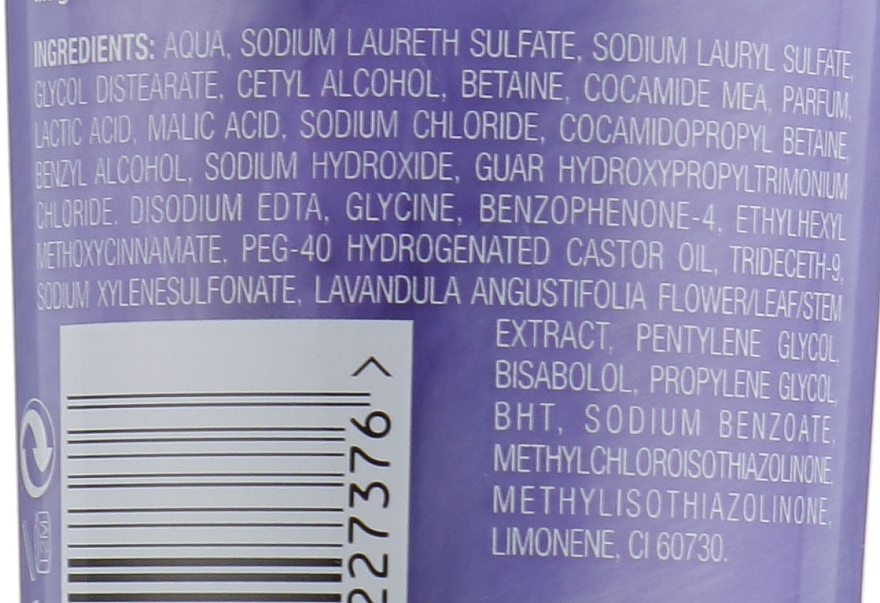 INGREDIENTS: AQUA, SODIUM LAURETH SULFATE, SODIUM LAURYL SULFATE,
GLYCOL DISTEARATE, CETYL ALCOHOL, BETAINE, COCAMIDE MEA, PARFUM,
LACTIC ACID, MALIC ACID, SODIUM CHLORIDE, COCAMIDOPROPYL BETAINE,
BENZYL ALCOHOL, SODIUM HYDROXIDE, GUAR HYDROXYPROPYLTRIMONIUM
CHLORIDE, DISODIUM EDTA, GLYCINE, BENZOPHENONE-4, ETHYLHEXYL
METHOXYCINNAMATE, PEG-40 HYDROGENATED CASTOR OIL, TRIDECETH-9,
SODIUM XYLENESULFONATE, LAVANDULA ANGUSTIFOLIA FLOWER/LEAF/STEM
EXTRACT, PENTYLENE GLYCOL,
BISABOLOL, PROPYLENE GLYCOL,
BHT, SODIUM BENZOATE,
METHYLCHLOROISOTHIAZOLINONE,
METHYLISOTHIAZOLINONE,
LIMONENE, CI 60730.
227376 >